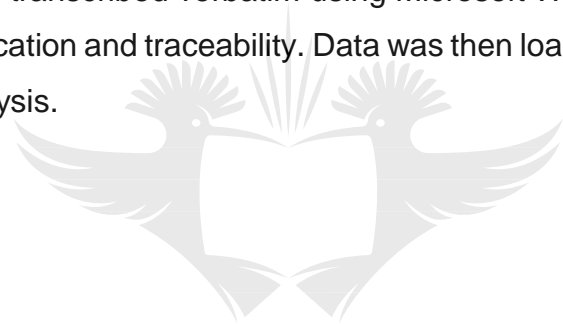 transcribed verbatim using Microsoft W
cation and traceability. Data was then loa
ysis.